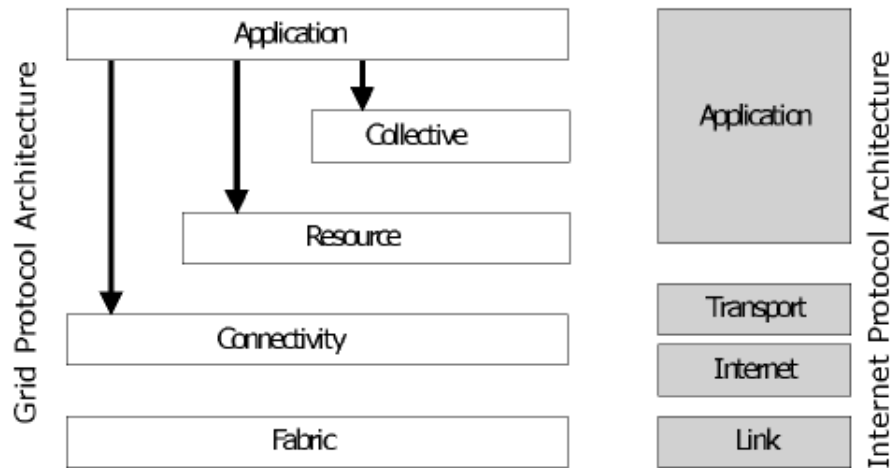 Grid Protocol Architecture
Application
Collective
Resource
Connectivity
Fabric
Application
Transport
Internet
Link
Internet Protocol Architecture